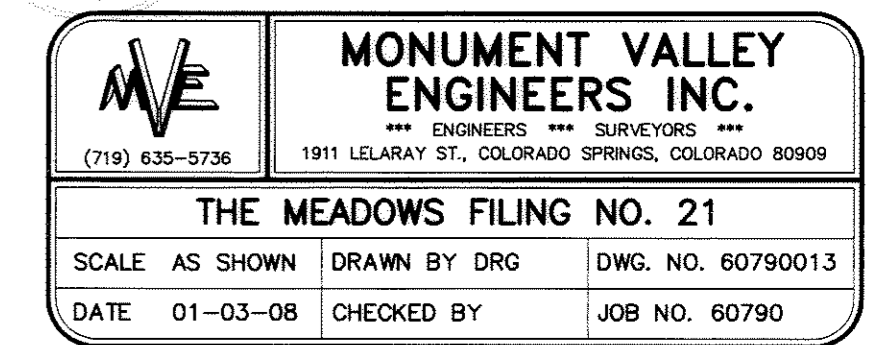 MVE
(719) 635-5736
MONUMENT VALLEY
ENGINEERS INC.
*** ENGINEERS *** SURVEYORS ***
1911 LELARAY ST., COLORADO SPRINGS, COLORADO 80909
THE MEADOWS FILING NO. 21
SCALE AS SHOWN DRAWN BY DRG DWG. NO. 60790013
DATE 01-03-08 CHECKED BY JOB NO. 60790